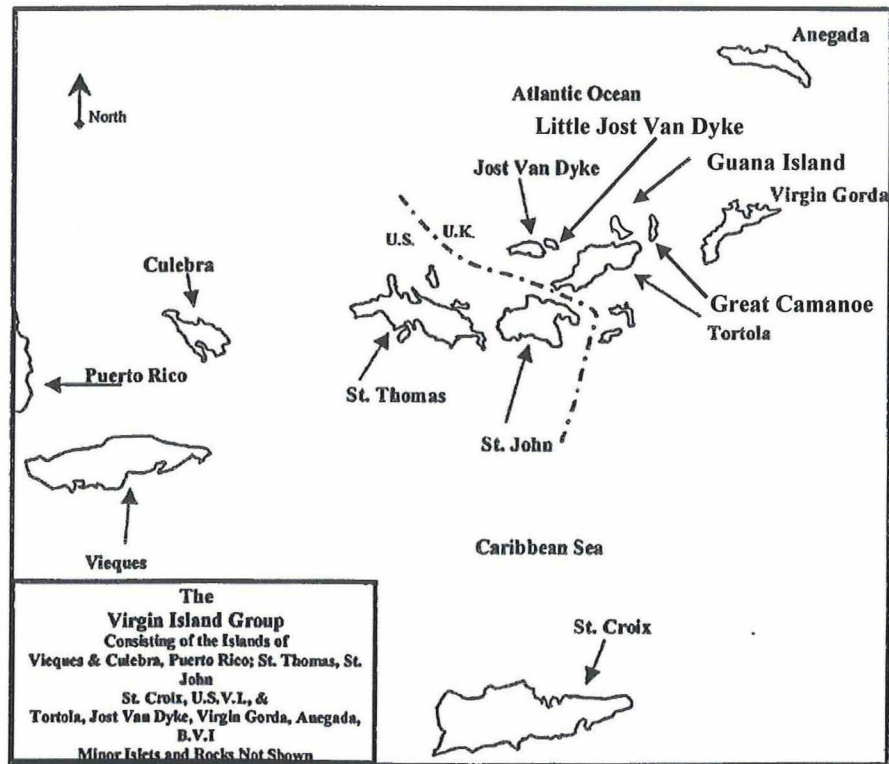 Anegada
North
Atlantic Ocean
Little Jost Van Dyke
Jost Van Dyke
Guana Island
Virgin Gorda
U.S.
U.K.
Culebra
Great Camanoe
Tortola
Puerto Rico
St. Thomas
St. John
Vieques
Caribbean Sea
St. Croix
The
Virgin Island Group
Consisting of the Islands of
Vieques & Culebra, Puerto Rico; St. Thomas, St.
John
St. Croix, U.S.V.I., &
Tortola, Jost Van Dyke, Virgin Gorda, Anegada,
B.V.I
Minor Islets and Rocks Not Shown